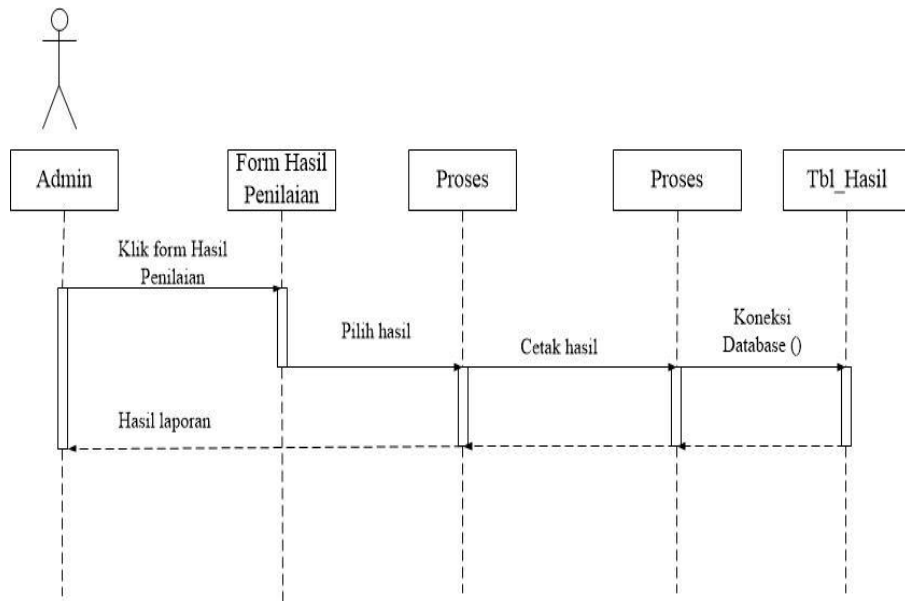 Admin
Form Hasil
Penilaian
Proses
Proses
Tbl_Hasil
Klik form Hasil
Penilaian
Pilih hasil
Cetak hasil
Koneksi
Database ()
Hasil laporan